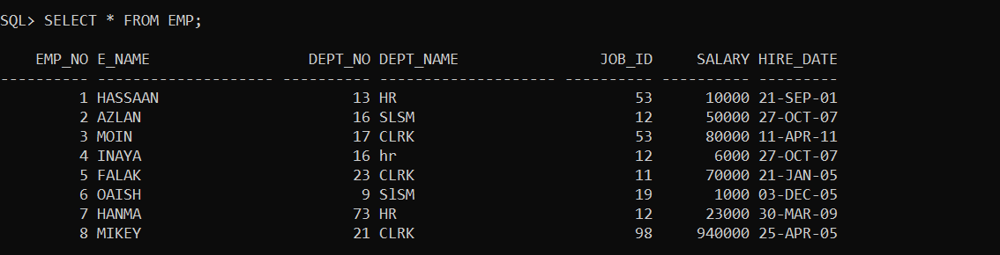 SQL> SELECT * FROM EMP;
EMP_NO E_NAME DEPT_NO DEPT_NAME JOB_ID SALARY HIRE_DATE
---------- -------------------- ---------- -------------------- ---------- ---------- ---------
1 HASSAAN 13 HR 53 10000 21-SEP-01
2 AZLAN 16 SLSM 12 50000 27-OCT-07
3 MOIN 17 CLRK 53 80000 11-APR-11
4 INAYA 16 hr 12 6000 27-OCT-07
5 FALAK 23 CLRK 11 70000 21-JAN-05
6 OAISH 9 SlSM 19 1000 03-DEC-05
7 HANMA 73 HR 12 23000 30-MAR-09
8 MIKEY 21 CLRK 98 940000 25-APR-05